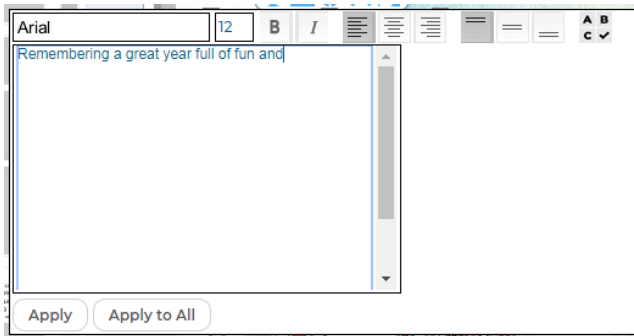 Arial 12 B I A B C
Remembering a great year full of fun and
Apply Apply to All